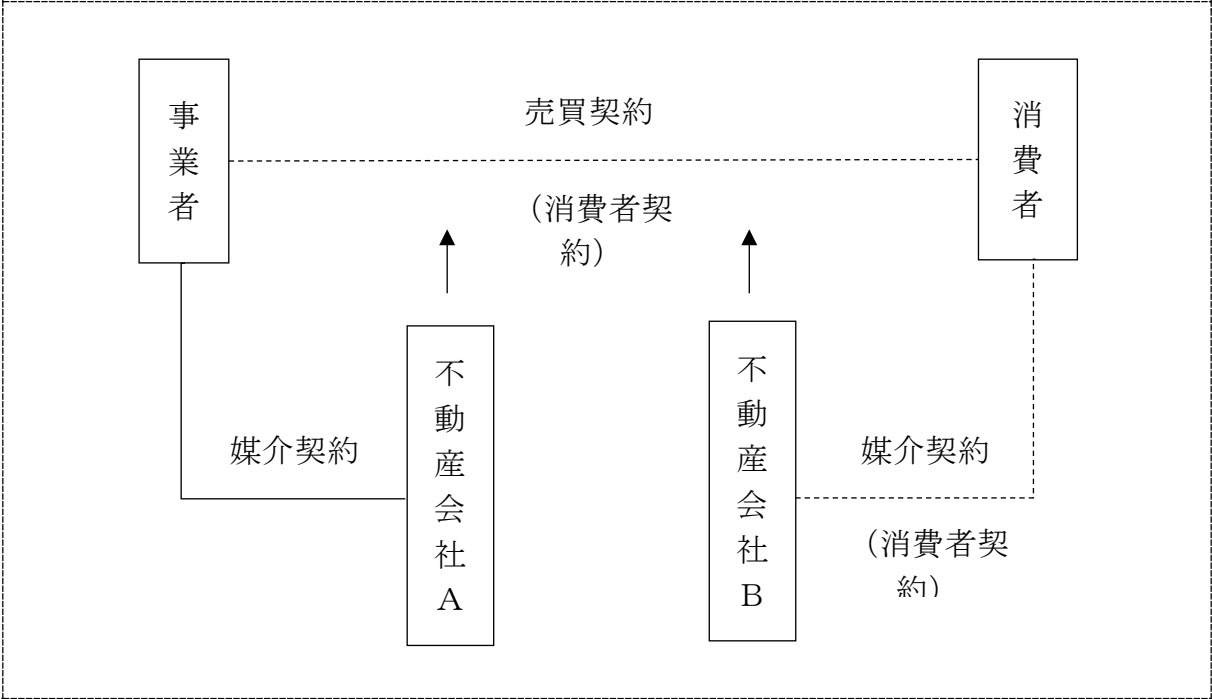 事業者
売買契約
消費者
（消費者契
約）
不動産会社A
不動産会社B
媒介契約
媒介契約
（消費者契
約）